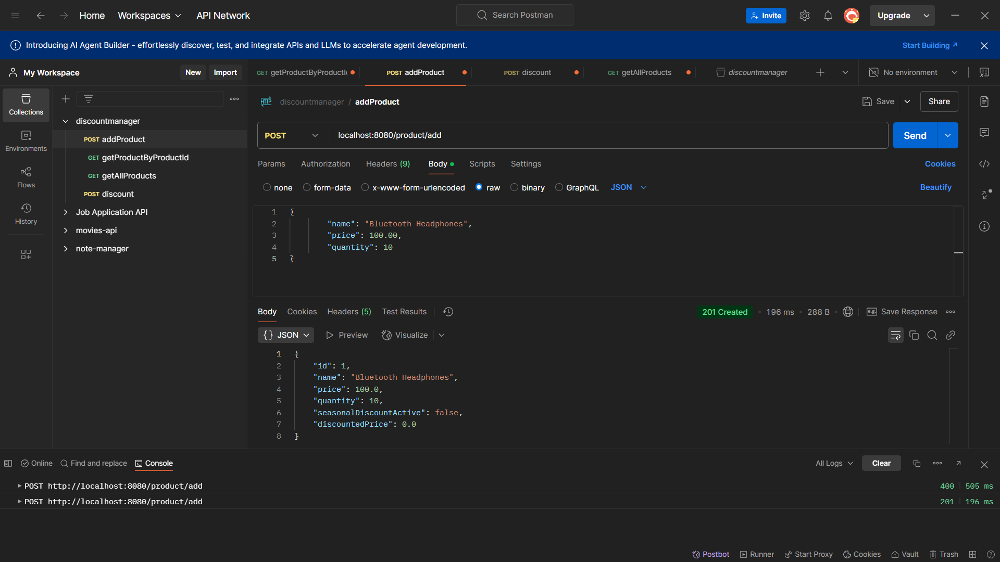 Home Workspaces API Network Search Postman Invite Upgrade
Introducing AI Agent Builder - effortlessly discover, test, and integrate APIs and LLMs to accelerate agent development. Start Building
My Workspace New Import GET getProductByProductI POST addProduct POST discount GET getAllProducts discountmanager No environment
Collections
Environments
Flows
History
discountmanager
POST addProduct
GET getProductByProductId
GET getAllProducts
POST discount
Job Application API
movies-api
note-manager
HTTP discountmanager / addProduct Save Share
POST localhost:8080/product/add Send
Params Authorization Headers (9) Body Scripts Settings Cookies
none form-data x-www-form-urlencoded raw binary GraphQL JSON Beautify
1 {
2 "name": "Bluetooth Headphones",
3 "price": 100.00,
4 "quantity": 10
5 }
Body Cookies Headers (5) Test Results 201 Created 196 ms 288 B e.g. Save Response
{} JSON Preview Visualize
1 {
2 "id": 1,
3 "name": "Bluetooth Headphones",
4 "price": 100.0,
5 "quantity": 10,
6 "seasonalDiscountActive": false,
7 "discountedPrice": 0.0
8 }
Online Find and replace Console All Logs Clear
POST http://localhost:8080/product/add 400 505 ms
POST http://localhost:8080/product/add 201 196 ms
Postbot Runner Start Proxy Cookies Vault Trash